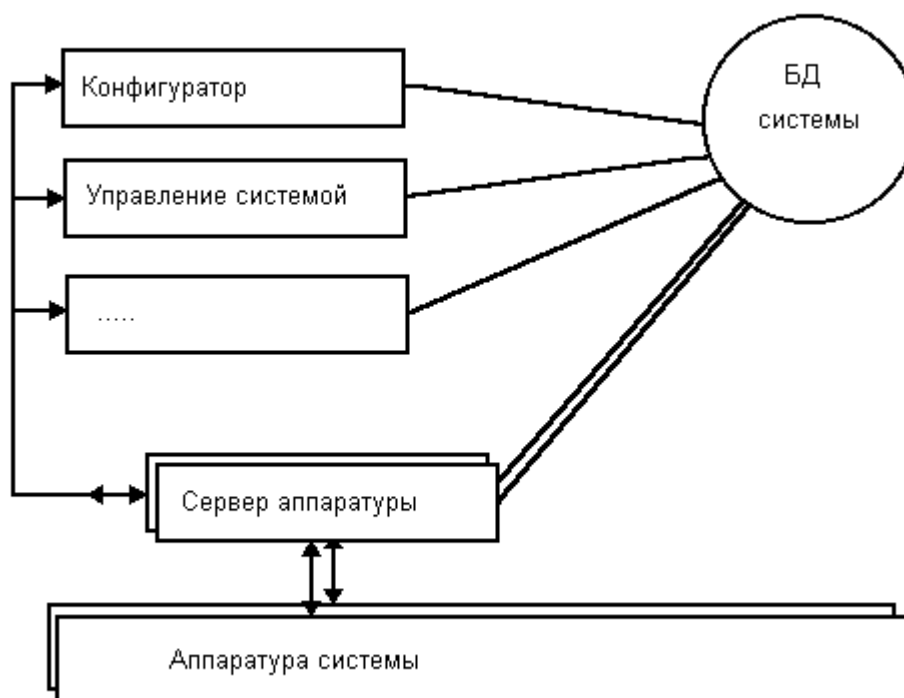 Конфигуратор
БД
системы
Управление системой
.....
Сервер аппаратуры
Аппаратура системы